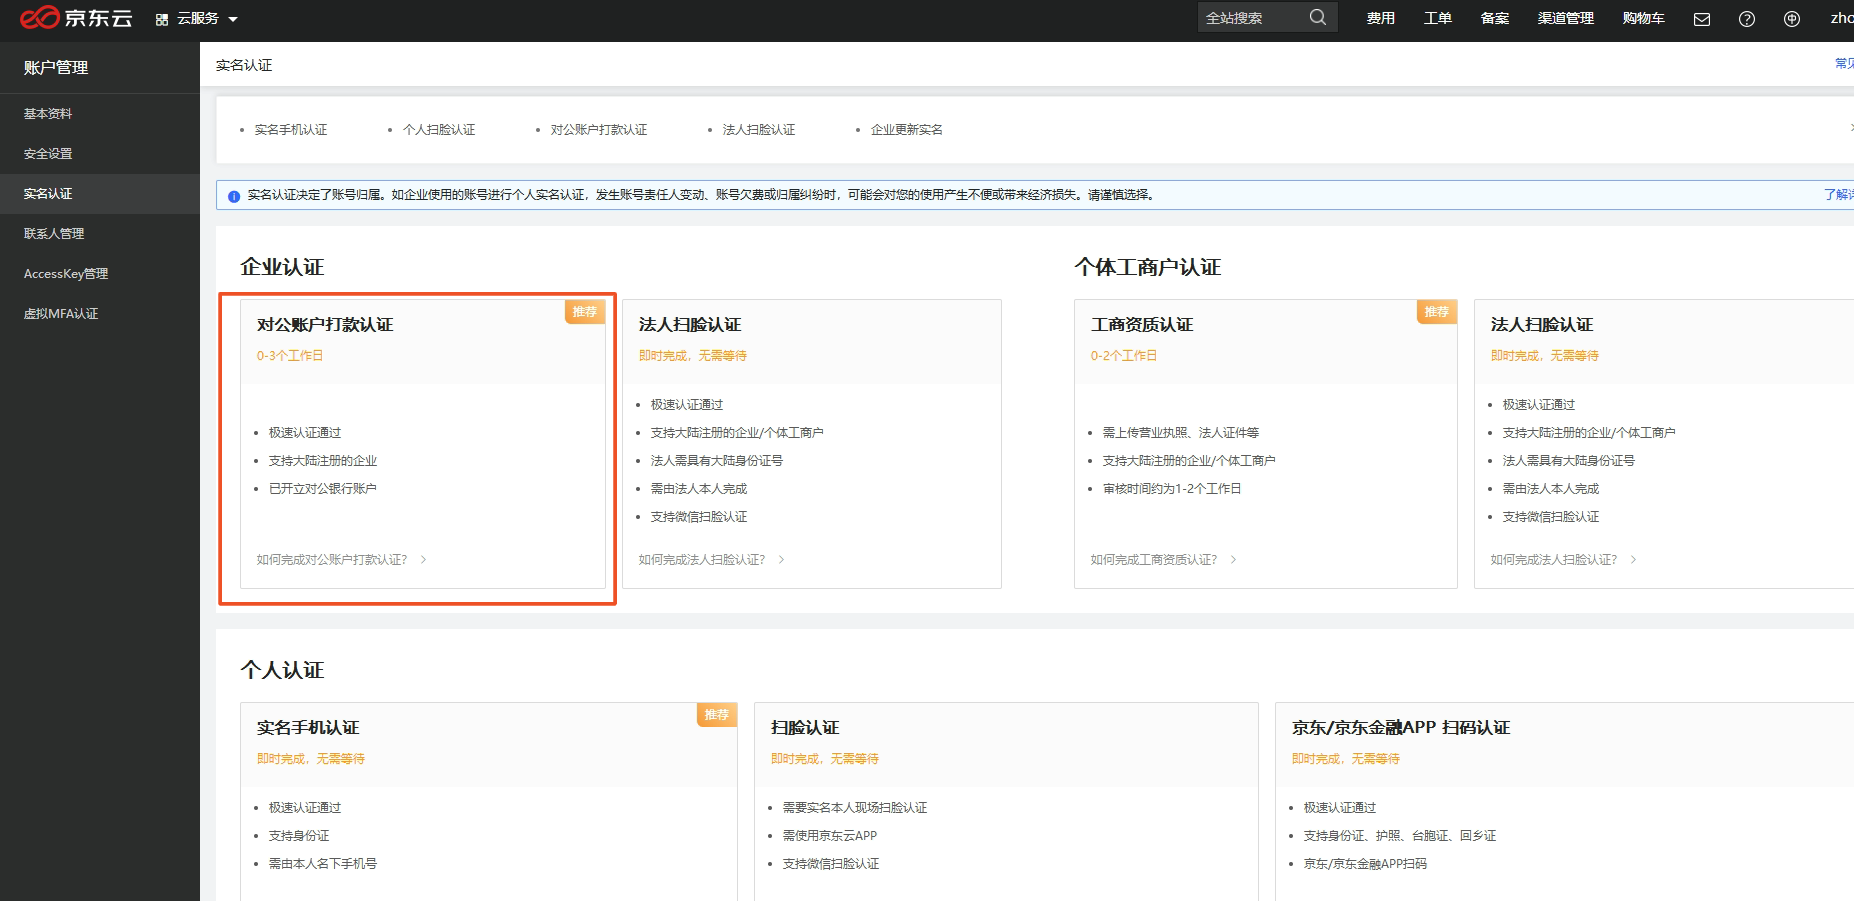 京东云 云服务 全站搜索 费用 工单 备案 渠道管理 购物车 zho
账户管理
基本资料
安全设置
实名认证
联系人管理
AccessKey管理
虚拟MFA认证
实名认证 常见
实名手机认证 个人扫脸认证 对公账户打款认证 法人扫脸认证 企业更新实名
实名认证决定了账号归属。如企业使用的账号进行个人实名认证，发生账号责任人变动、账号欠费或归属纠纷时，可能会对您的使用产生不便或带来经济损失。请谨慎选择。 了解
企业认证
对公账户打款认证 推荐
0-3个工作日
• 极速认证通过
• 支持大陆注册的企业
• 已开立对公银行账户
如何完成对公账户打款认证? >
法人扫脸认证
即时完成，无需等待
• 极速认证通过
• 支持大陆注册的企业/个体工商户
• 法人需具有大陆身份证号
• 需由法人本人完成
• 支持微信扫脸认证
如何完成法人扫脸认证? >
个体工商户认证
工商资质认证 推荐
0-2个工作日
• 需上传营业执照、法人证件等
• 支持大陆注册的企业/个体工商户
• 审核时间约为1-2个工作日
如何完成工商资质认证? >
法人扫脸认证
即时完成，无需等待
• 极速认证通过
• 支持大陆注册的企业/个体工商户
• 法人需具有大陆身份证号
• 需由法人本人完成
• 支持微信扫脸认证
如何完成法人扫脸认证? >
个人认证
实名手机认证 推荐
即时完成，无需等待
• 极速认证通过
• 支持身份证
• 需由本人名下手机号
扫脸认证
即时完成，无需等待
• 需要实名本人现场扫脸认证
• 需使用京东云APP
• 支持微信扫脸认证
京东/京东金融APP 扫码认证
即时完成，无需等待
• 极速认证通过
• 支持身份证、护照、台胞证、回乡证
• 京东/京东金融APP扫码